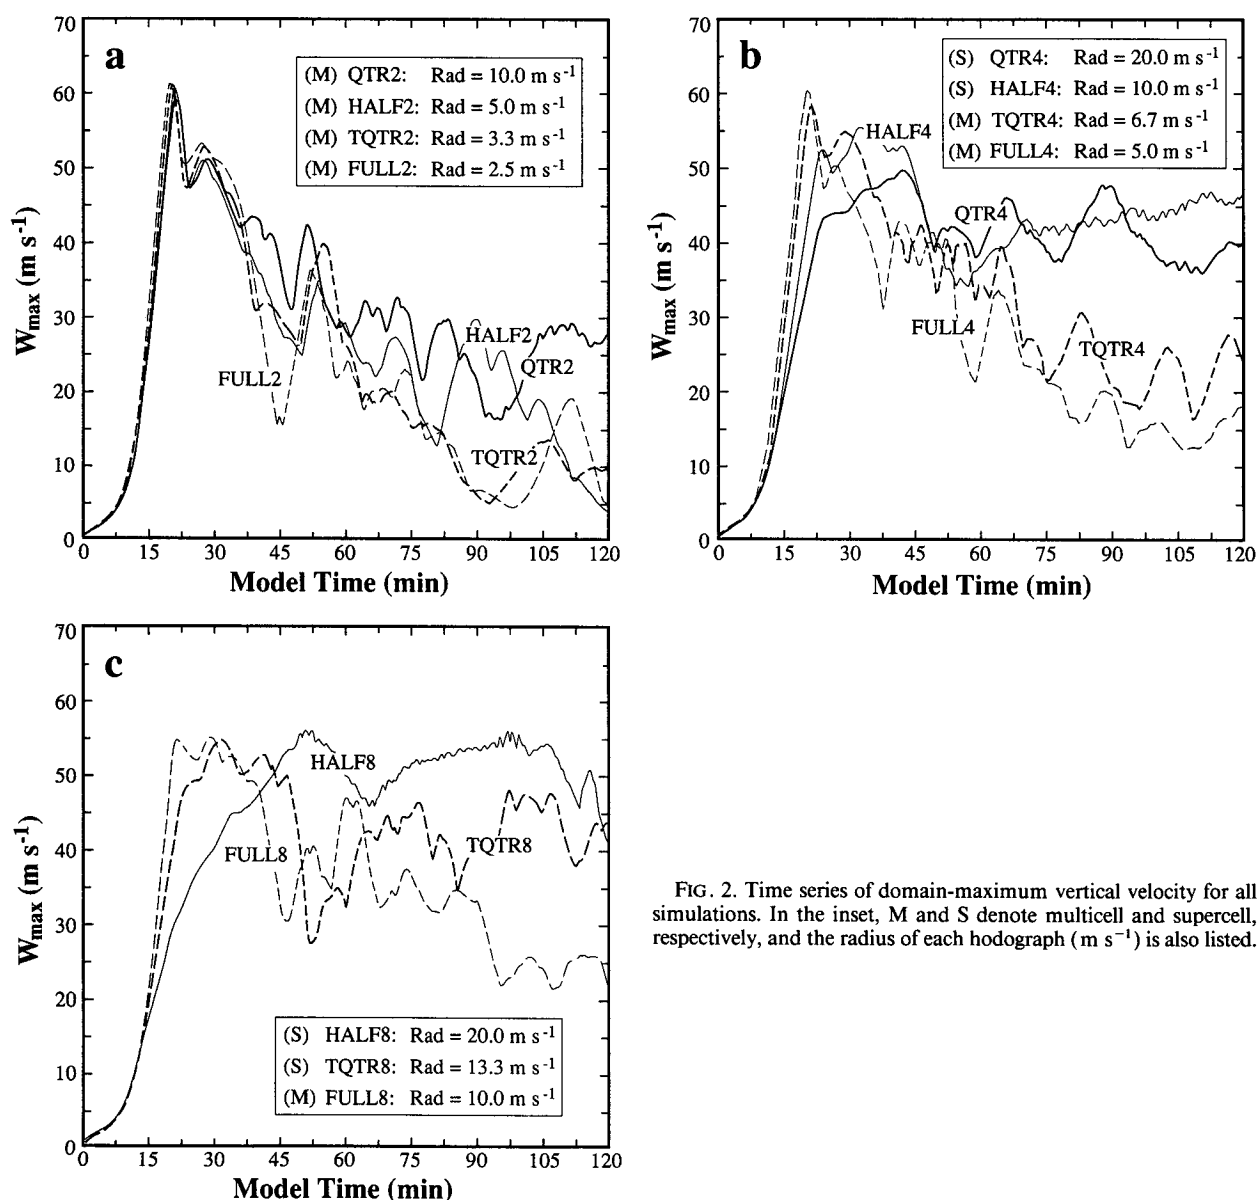 a
(M) QTR2: Rad = 10.0 m s⁻¹
(M) HALF2: Rad = 5.0 m s⁻¹
(M) TQTR2: Rad = 3.3 m s⁻¹
(M) FULL2: Rad = 2.5 m s⁻¹
70
60
50
40
30
20
10
0
Wmax (m s⁻¹)
FULL2
HALF2
QTR2
TQTR2
0 15 30 45 60 75 90 105 120
Model Time (min)
b
(S) QTR4: Rad = 20.0 m s⁻¹
(S) HALF4: Rad = 10.0 m s⁻¹
(M) TQTR4: Rad = 6.7 m s⁻¹
(M) FULL4: Rad = 5.0 m s⁻¹
70
60
50
40
30
20
10
0
Wmax (m s⁻¹)
HALF4
QTR4
FULL4
TQTR4
0 15 30 45 60 75 90 105 120
Model Time (min)
c
70
60
50
40
30
20
10
0
Wmax (m s⁻¹)
HALF8
FULL8
TQTR8
(S) HALF8: Rad = 20.0 m s⁻¹
(S) TQTR8: Rad = 13.3 m s⁻¹
(M) FULL8: Rad = 10.0 m s⁻¹
0 15 30 45 60 75 90 105 120
Model Time (min)
FIG. 2. Time series of domain-maximum vertical velocity for all
simulations. In the inset, M and S denote multicell and supercell,
respectively, and the radius of each hodograph (m s⁻¹) is also listed.